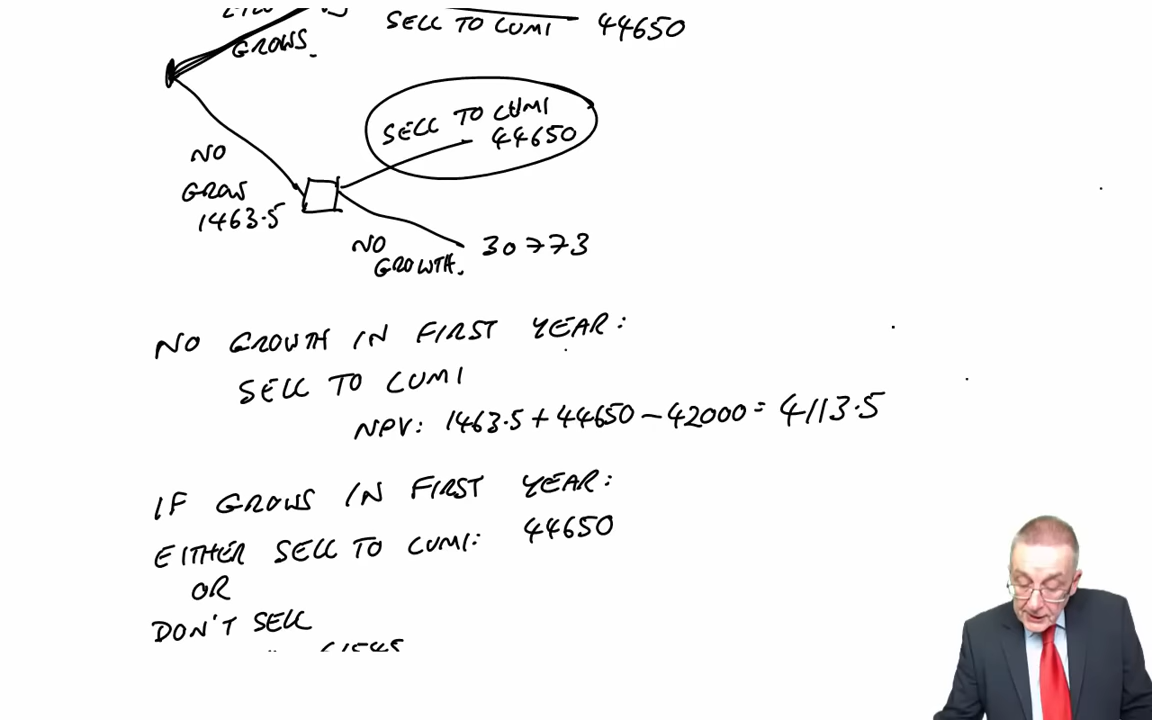 GROWS.
SELL TO CUMI 44650
SELL TO CUMI
44650
NO
GROW
1463.5
NO
GROWTH.
30773
NO GROWTH IN FIRST YEAR:
SELL TO CUMI
NPV: 1463.5 + 44650 - 42000 = 4113.5
IF GROWS IN FIRST YEAR:
EITHER SELL TO CUMI: 44650
OR
DON'T SELL